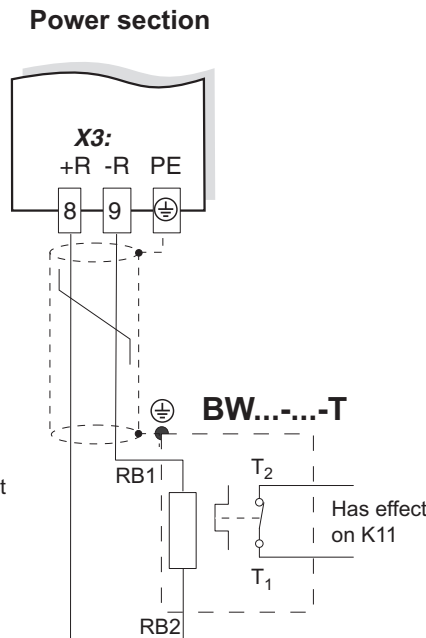 Power section
X3:
+R -R PE
8 9
BW...-...-T
RB1
T2
t
Has effect
on K11
T1
RB2